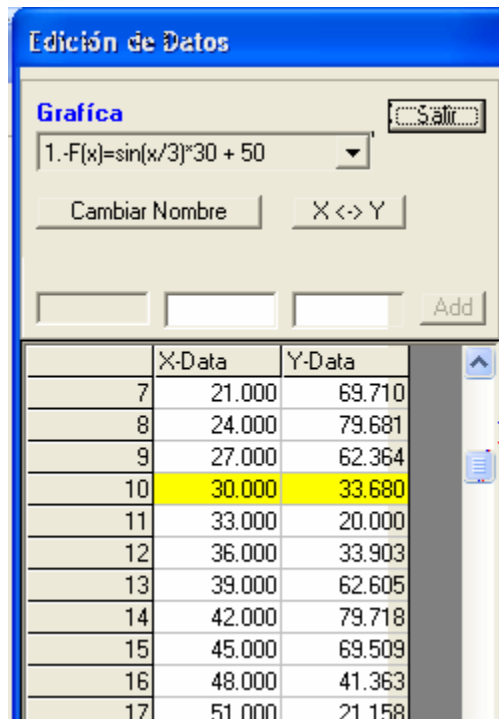 Edición de Datos
Grafíca
Salir
1.-F(x)=sin(x/3)*30 + 50
Cambiar Nombre X <-> Y
Add
X-Data Y-Data
7 21.000 69.710
8 24.000 79.681
9 27.000 62.364
10 30.000 33.680
11 33.000 20.000
12 36.000 33.903
13 39.000 62.605
14 42.000 79.718
15 45.000 69.509
16 48.000 41.363
17 51.000 21.158